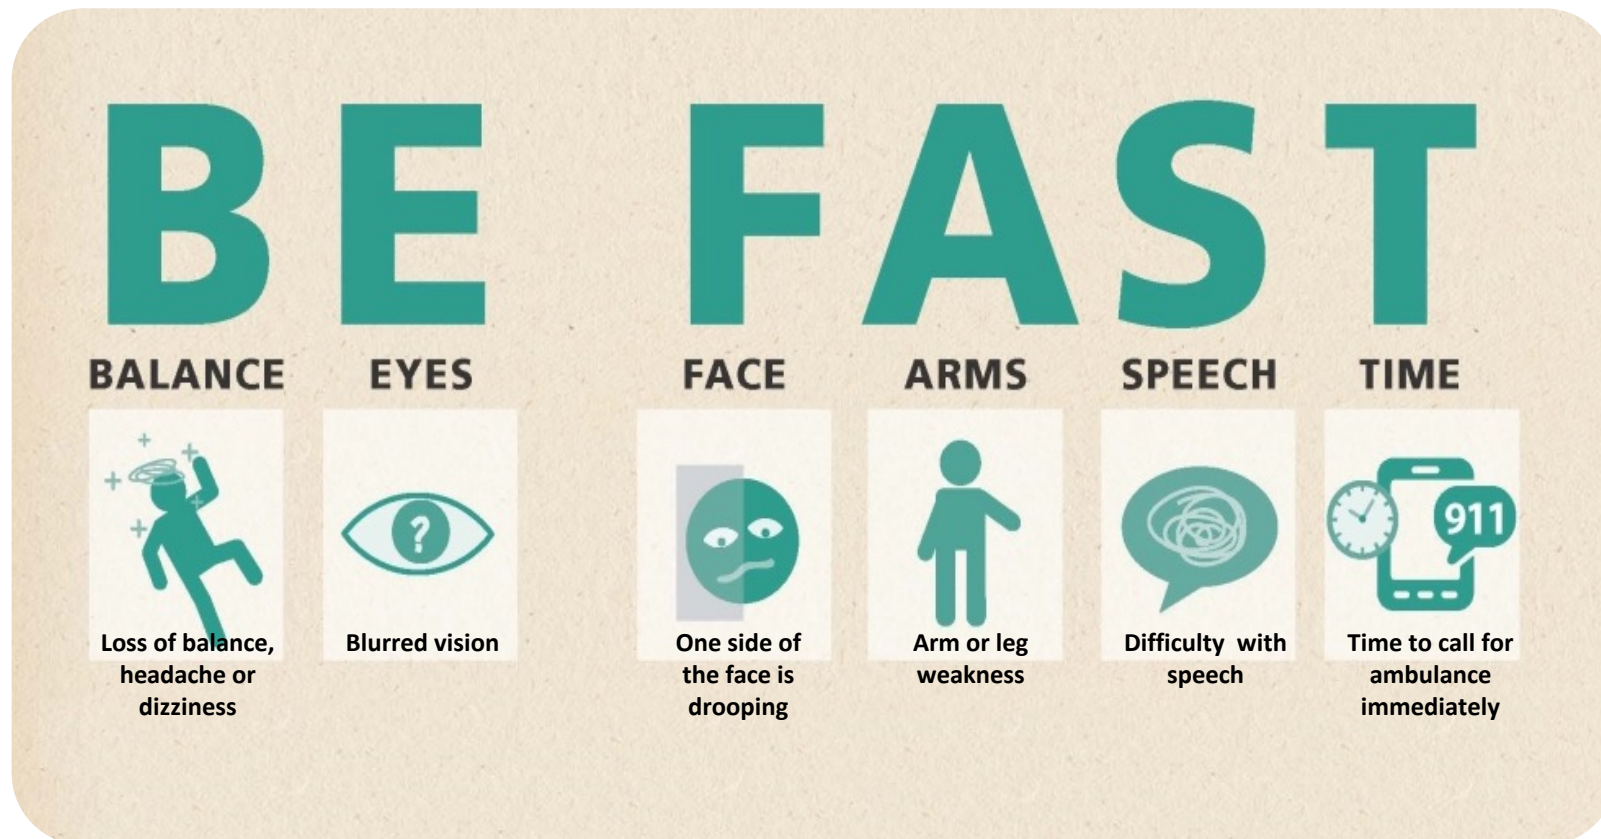 BE FAST
BALANCE EYES FACE ARMS SPEECH TIME
?
911
Loss of balance,
headache or
dizziness
Blurred vision
One side of
the face is
drooping
Arm or leg
weakness
Difficulty with
speech
Time to call for
ambulance
immediately